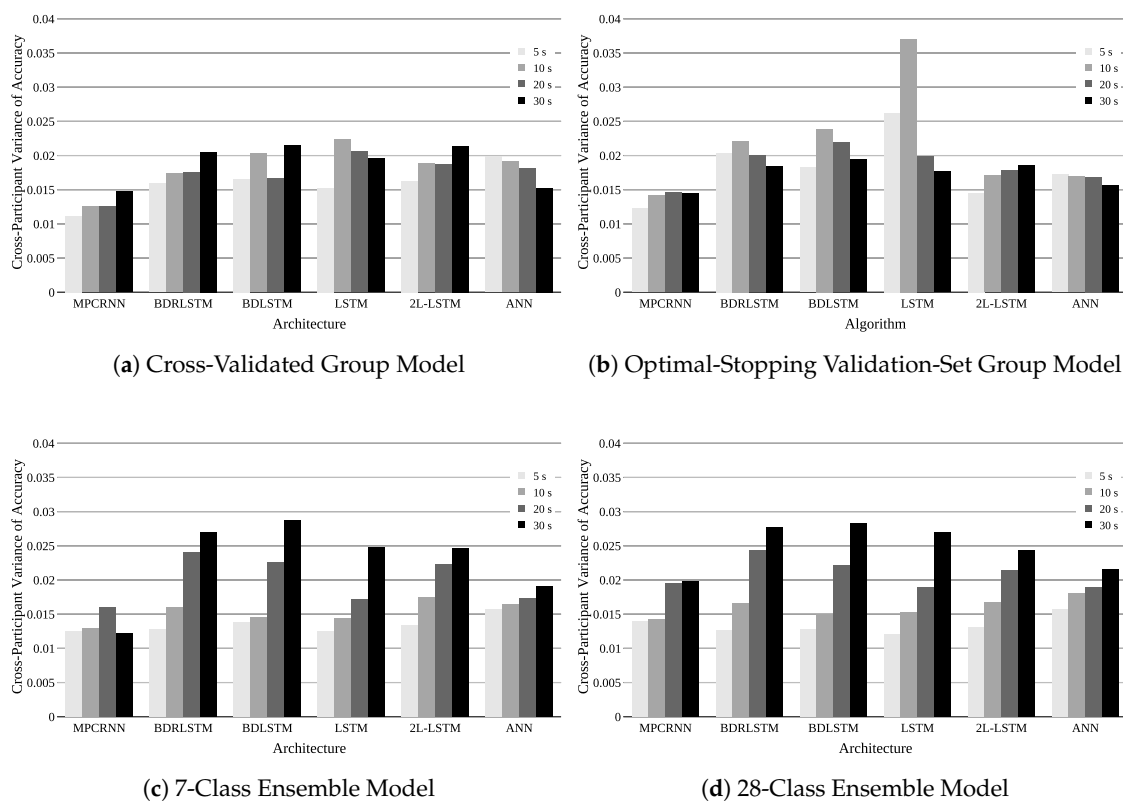 0.04
0.035
0.03
0.025
0.02
0.015
0.01
0.005
0
Cross-Participant Variance of Accuracy
5 s
10 s
20 s
30 s
MPCRNN BDRLSTM BDLSTM LSTM 2L-LSTM ANN
Architecture
(a) Cross-Validated Group Model
0.04
0.035
0.03
0.025
0.02
0.015
0.01
0.005
0
Cross-Participant Variance of Accuracy
5 s
10 s
20 s
30 s
MPCRNN BDRLSTM BDLSTM LSTM 2L-LSTM ANN
Algorithm
(b) Optimal-Stopping Validation-Set Group Model
0.04
0.035
0.03
0.025
0.02
0.015
0.01
0.005
0
Cross-Participant Variance of Accuracy
5 s
10 s
20 s
30 s
MPCRNN BDRLSTM BDLSTM LSTM 2L-LSTM ANN
Architecture
(c) 7-Class Ensemble Model
0.04
0.035
0.03
0.025
0.02
0.015
0.01
0.005
0
Cross-Participant Variance of Accuracy
5 s
10 s
20 s
30 s
MPCRNN BDRLSTM BDLSTM LSTM 2L-LSTM ANN
Architecture
(d) 28-Class Ensemble Model